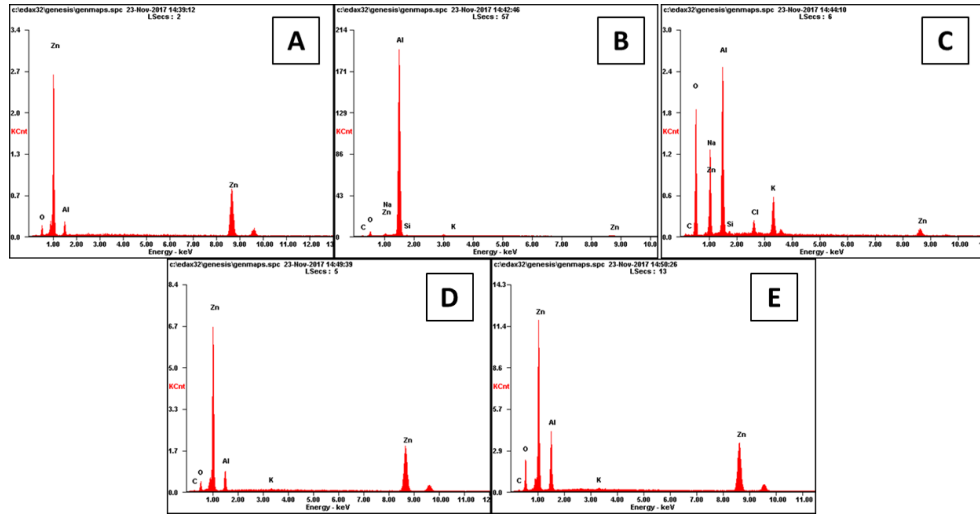 c:\edax32\genesis\genmaps.spc 23-Nov-2017 14:39:12
LSecs : 2
A
3.4
2.7
2.0
1.3
0.7
0.0
KCnt
Zn
O
Al
Zn
1.00 2.00 3.00 4.00 5.00 6.00 7.00 8.00 9.00 10.00 11.00 12.00 13
Energy - keV
c:\edax32\genesis\genmaps.spc 23-Nov-2017 14:42:46
LSecs : 57
B
214
171
129
86
43
0.0
KCnt
Al
Na
Zn
O
C
Si
K
Zn
1.00 2.00 3.00 4.00 5.00 6.00 7.00 8.00 9.00 10.0
Energy - keV
c:\edax32\genesis\genmaps.spc 23-Nov-2017 14:44:10
LSecs : 6
C
3.0
2.4
1.8
1.2
0.6
0.0
KCnt
Al
O
Na
Zn
K
Cl
C
Si
Zn
1.00 2.00 3.00 4.00 5.00 6.00 7.00 8.00 9.00 10.00
Energy - keV
c:\edax32\genesis\genmaps.spc 23-Nov-2017 14:49:39
LSecs : 5
D
8.4
6.7
5.0
3.3
1.7
0.0
KCnt
Zn
Zn
O
Al
C
K
1.00 2.00 3.00 4.00 5.00 6.00 7.00 8.00 9.00 10.00 11.00 12
Energy - keV
c:\edax32\genesis\genmaps.spc 23-Nov-2017 14:50:26
LSecs : 13
E
14.3
11.4
8.6
5.7
2.9
0.0
KCnt
Zn
Al
Zn
O
C
K
1.00 2.00 3.00 4.00 5.00 6.00 7.00 8.00 9.00 10.00 11.00
Energy - keV